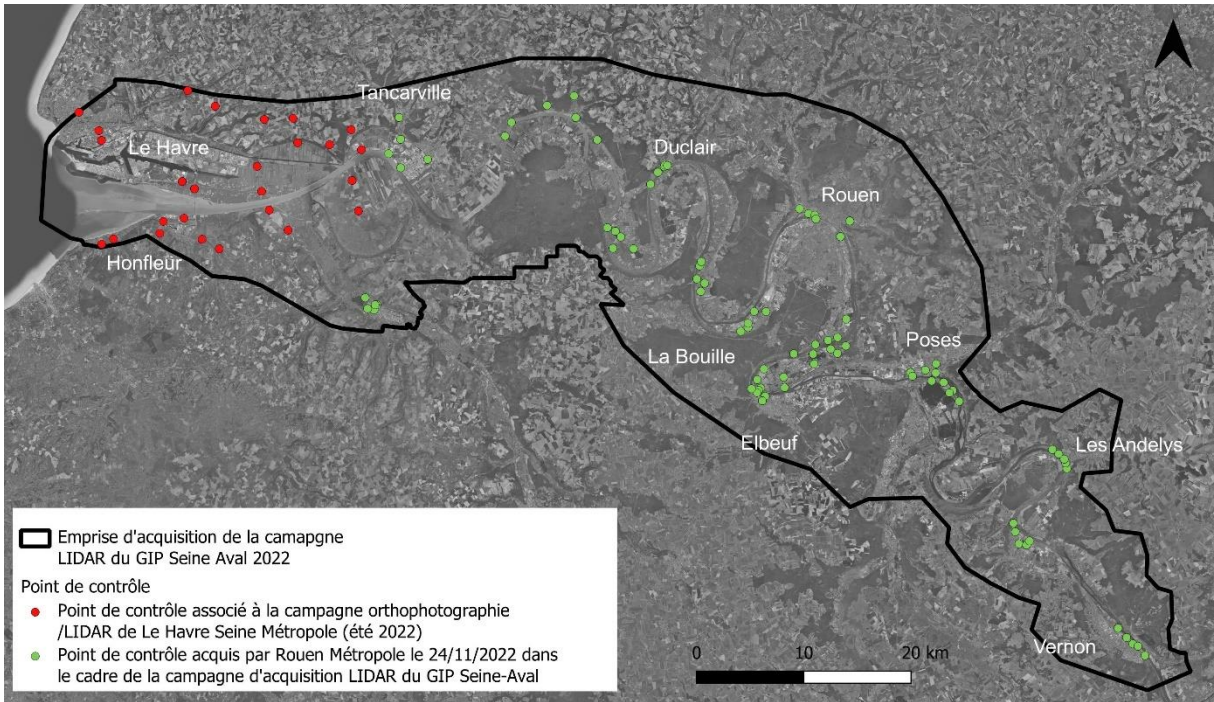 Tancarville
Le Havre
Duclair
Rouen
Honfleur
La Bouille
Poses
Elbeuf
Les Andelys
Vernon
Emprise d'acquisition de la camapgne
LIDAR du GIP Seine Aval 2022
Point de contrôle
Point de contrôle associé à la campagne orthophotographie
/LIDAR de Le Havre Seine Métropole (été 2022)
Point de contrôle acquis par Rouen Métropole le 24/11/2022 dans
le cadre de la campagne d'acquisition LIDAR du GIP Seine-Aval
0 10 20 km